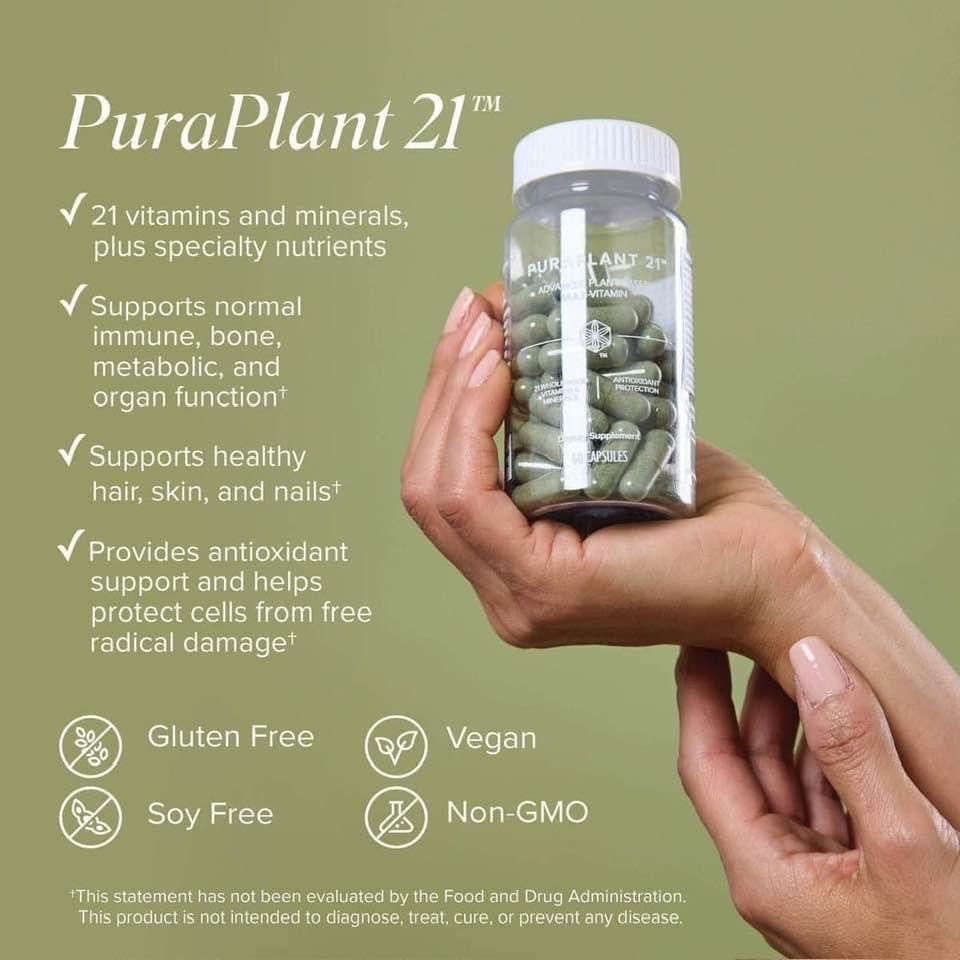 PuraPlant 21™
✓ 21 vitamins and minerals,
plus specialty nutrients
✓ Supports normal
immune, bone,
metabolic, and
organ function†
✓ Supports healthy
hair, skin, and nails†
✓ Provides antioxidant
support and helps
protect cells from free
radical damage†
Gluten Free
Vegan
Soy Free
Non-GMO
†This statement has not been evaluated by the Food and Drug Administration.
This product is not intended to diagnose, treat, cure, or prevent any disease.
PURAPLANT 21™
ADVANCED PLANT-BASED
MULTI-VITAMIN
™
21 WHOLE
VITAMINS &
MINERALS
ANTIOXIDANT
PROTECTION
Dietary Supplement
60 CAPSULES